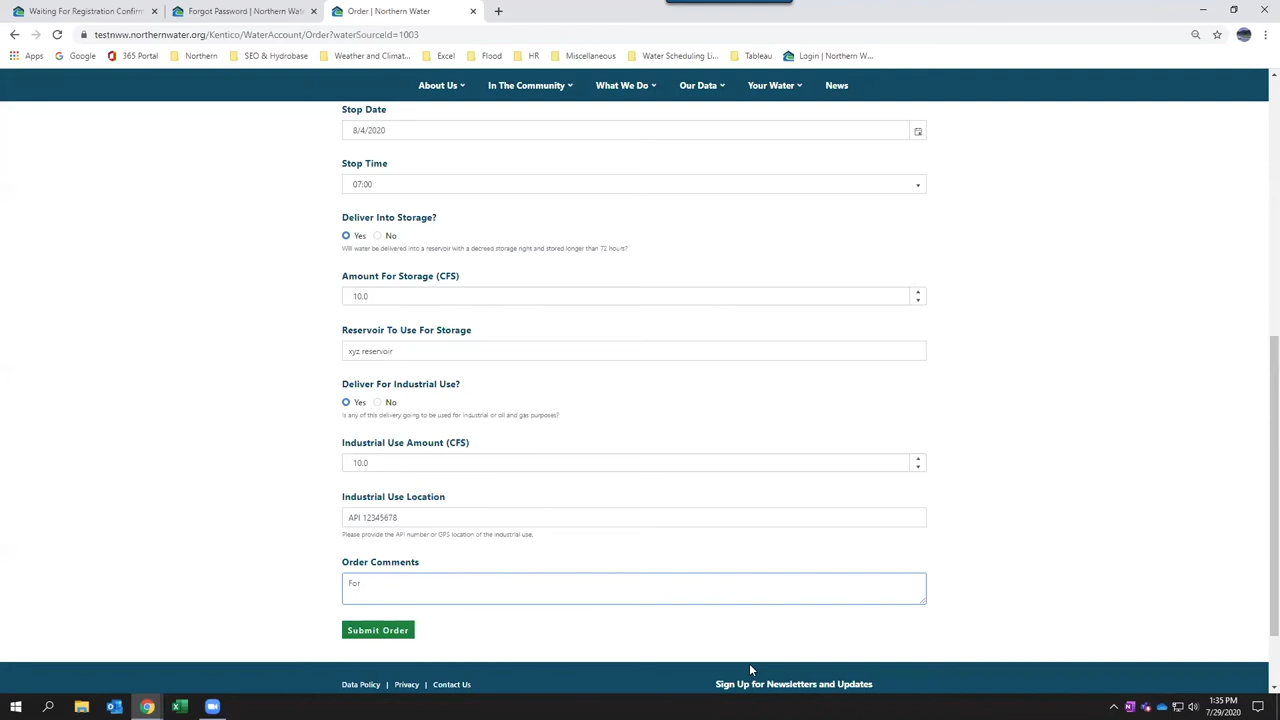 Waiting For Registration Confirm
Forgot Password | Northern Wate
Order | Northern Water
testnww.northernwater.org/Kentico/WaterAccount/Order?waterSourceId=1003
Apps
Google
365 Portal
Northern
SEO & Hydrobase
Weather and Climat...
Excel
Flood
HR
Miscellaneous
Water Scheduling Li...
Tableau
Login | Northern W...
About Us
In The Community
What We Do
Our Data
Your Water
News
Stop Date
8/4/2020
Stop Time
07:00
Deliver Into Storage?
Yes No
Will water be delivered into a reservoir with a decreed storage right and stored longer than 72 hours?
Amount For Storage (CFS)
10.0
Reservoir To Use For Storage
xyz reservoir
Deliver For Industrial Use?
Yes No
Is any of this delivery going to be used for industrial or oil and gas purposes?
Industrial Use Amount (CFS)
10.0
Industrial Use Location
API 12345678
Please provide the API number or GPS location of the industrial use.
Order Comments
For
Submit Order
Data Policy | Privacy | Contact Us
Sign Up for Newsletters and Updates
1:35 PM
7/29/2020